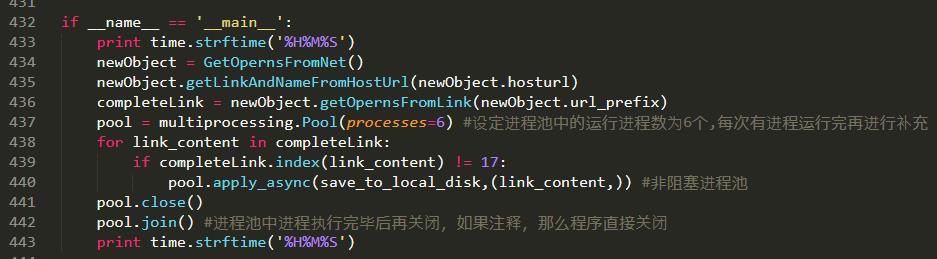 431
432 if __name__ == '__main__':
433 print time.strftime('%H%M%S')
434 newObject = GetOpernsFromNet()
435 newObject.getLinkAndNameFromHostUrl(newObject.hosturl)
436 completeLink = newObject.getOpernsFromLink(newObject.url_prefix)
437 pool = multiprocessing.Pool(processes=6) #设定进程池中的运行进程数为6个,每次有进程运行完再进行补充
438 for link_content in completeLink:
439 if completeLink.index(link_content) != 17:
440 pool.apply_async(save_to_local_disk,(link_content,)) #非阻塞进程池
441 pool.close()
442 pool.join() #进程池中进程执行完毕后再关闭，如果注释，那么程序直接关闭
443 print time.strftime('%H%M%S')